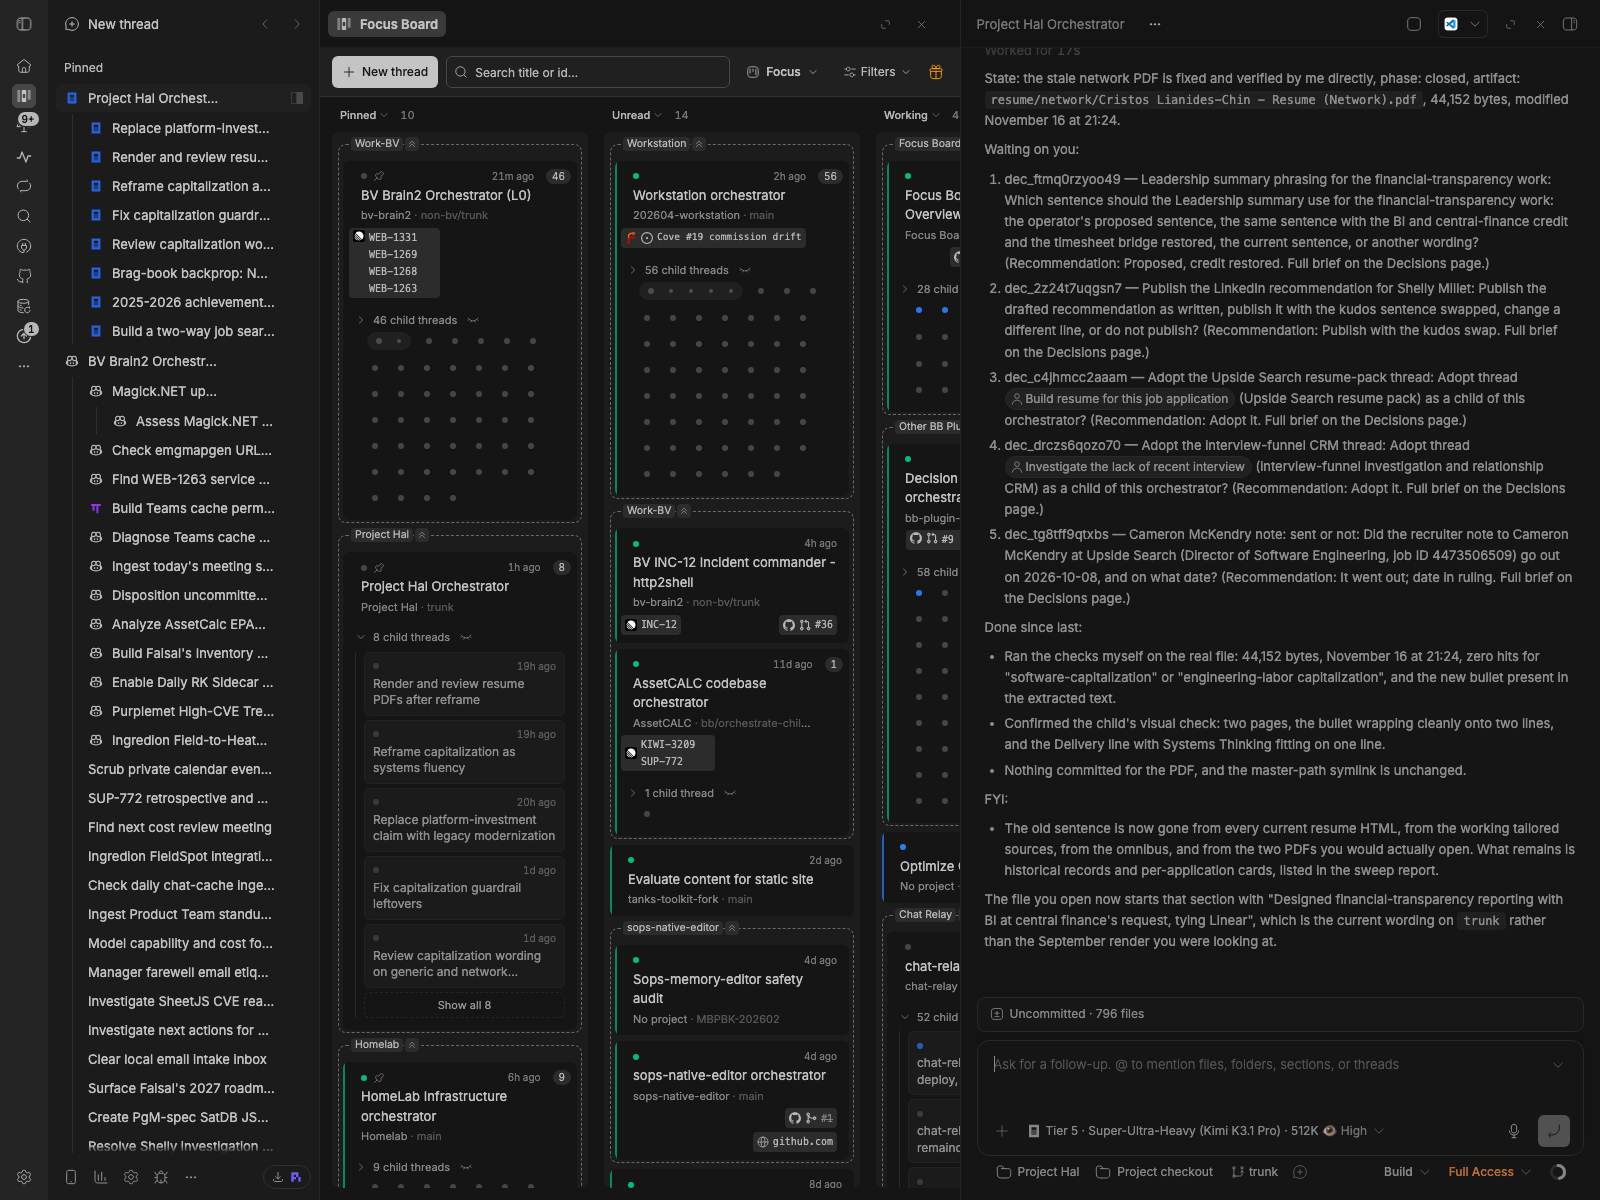 New thread
Pinned
Project Hal Orchest...
Replace platform-invest...
Render and review resu...
Reframe capitalization a...
Fix capitalization guardr...
Review capitalization wo...
Brag-book backprop: N...
2025-2026 achievement...
Build a two-way job sear...
BV Brain2 Orchestr...
Magick.NET up...
Assess Magick.NET ...
Check emgmapgen URL...
Find WEB-1263 service ...
Build Teams cache perm...
Diagnose Teams cache ...
Ingest today's meeting s...
Disposition uncommitte...
Analyze AssetCalc EPA...
Build Faisal's Inventory ...
Enable Daily RK Sidecar ...
Purplemet High-CVE Tre...
Ingredion Field-to-Heat...
Scrub private calendar even...
SUP-772 retrospective and ...
Find next cost review meeting
Ingredion FieldSpot Integrati...
Check daily chat-cache inge...
Ingest Product Team standu...
Model capability and cost fo...
Manager farewell email etiq...
Investigate SheetJS CVE rea...
Investigate next actions for ...
Clear local email intake inbox
Surface Faisal's 2027 roadm...
Create PgM-spec SatDB JS...
Resolve Shelly Investigation ...
9+
1
Focus Board
New thread
Search title or id...
Focus
Filters
Pinned 10
Work-BV
21m ago 46
BV Brain2 Orchestrator (L0)
bv-brain2 · non-bv/trunk
WEB-1331
WEB-1269
WEB-1268
WEB-1263
46 child threads
Project Hal
1h ago 8
Project Hal Orchestrator
Project Hal · trunk
8 child threads
19h ago
Render and review resume
PDFs after reframe
19h ago
Reframe capitalization as
systems fluency
20h ago
Replace platform-investment
claim with legacy modernization
1d ago
Fix capitalization guardrail
leftovers
1d ago
Review capitalization wording
on generic and network...
Show all 8
Homelab
6h ago 9
HomeLab Infrastructure
orchestrator
Homelab · main
9 child threads
Unread 14
Workstation
2h ago 56
Workstation orchestrator
202604-workstation · main
Cove #19 commission drift
56 child threads
Work-BV
4h ago
BV INC-12 Incident commander -
http2shell
bv-brain2 · non-bv/trunk
INC-12
#36
11d ago 1
AssetCALC codebase
orchestrator
AssetCALC · bb/orchestrate-chil...
KIWI-3209
SUP-772
1 child thread
2d ago
Evaluate content for static site
tanks-toolkit-fork · main
sops-native-editor
4d ago
Sops-memory-editor safety
audit
No project · MBPBK-202602
4d ago
sops-native-editor orchestrator
sops-native-editor · main
#1
github.com
8d ago
Working 4
Focus Board
Focus Bo
Overview
Focus Boa
28 child
Other BB Plu
Decision
orchestra
bb-plugin-
#9
58 child
Optimize
No project ·
Chat Relay
chat-rela
chat-relay
52 child
chat-rel
deploy,
chat-rel
remaind
Project Hal Orchestrator ...
Worked for 17s
State: the stale network PDF is fixed and verified by me directly, phase: closed, artifact:
resume/network/Cristos Lianides-Chin - Resume (Network).pdf , 44,152 bytes, modified
November 16 at 21:24.
Waiting on you:
1. dec_ftmq0rzyoo49 — Leadership summary phrasing for the financial-transparency work:
Which sentence should the Leadership summary use for the financial-transparency work:
the operator's proposed sentence, the same sentence with the BI and central-finance credit
and the timesheet bridge restored, the current sentence, or another wording?
(Recommendation: Proposed, credit restored. Full brief on the Decisions page.)
2. dec_2z24t7uqgsn7 — Publish the LinkedIn recommendation for Shelly Millet: Publish the
drafted recommendation as written, publish it with the kudos sentence swapped, change a
different line, or do not publish? (Recommendation: Publish with the kudos swap. Full brief
on the Decisions page.)
3. dec_c4jhmcc2aaam — Adopt the Upside Search resume-pack thread: Adopt thread
Build resume for this job application (Upside Search resume pack) as a child of this
orchestrator? (Recommendation: Adopt it. Full brief on the Decisions page.)
4. dec_drczs6qozo70 — Adopt the interview-funnel CRM thread: Adopt thread
Investigate the lack of recent interview (interview-funnel investigation and relationship
CRM) as a child of this orchestrator? (Recommendation: Adopt it. Full brief on the Decisions
page.)
5. dec_tg8tff9qtxbs — Cameron McKendry note: sent or not: Did the recruiter note to Cameron
McKendry at Upside Search (Director of Software Engineering, job ID 4473506509) go out
on 2026-10-08, and on what date? (Recommendation: It went out; date in ruling. Full brief on
the Decisions page.)
Done since last:
• Ran the checks myself on the real file: 44,152 bytes, November 16 at 21:24, zero hits for
"software-capitalization" or "engineering-labor capitalization", and the new bullet present in
the extracted text.
• Confirmed the child's visual check: two pages, the bullet wrapping cleanly onto two lines,
and the Delivery line with Systems Thinking fitting on one line.
• Nothing committed for the PDF, and the master-path symlink is unchanged.
FYI:
• The old sentence is now gone from every current resume HTML, from the working tailored
sources, from the omnibus, and from the two PDFs you would actually open. What remains is
historical records and per-application cards, listed in the sweep report.
The file you open now starts that section with "Designed financial-transparency reporting with
BI at central finance's request, tying Linear", which is the current wording on trunk rather
than the September render you were looking at.
Uncommitted · 796 files
Ask for a follow-up. @ to mention files, folders, sections, or threads
Tier 5 · Super-Ultra-Heavy (Kimi K3.1 Pro) · 512K High
Project Hal Project checkout trunk
Build Full Access